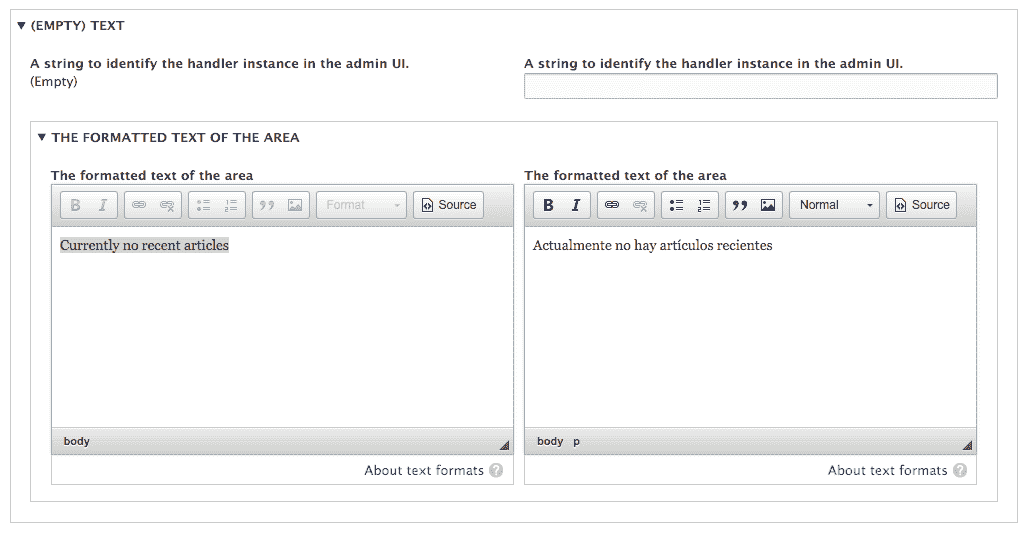 (EMPTY) TEXT
A string to identify the handler instance in the admin UI.
(Empty)
A string to identify the handler instance in the admin UI.
THE FORMATTED TEXT OF THE AREA
The formatted text of the area
B I Format Source
Currently no recent articles
body
About text formats ?
The formatted text of the area
B I Normal Source
Actualmente no hay artículos recientes
body p
About text formats ?